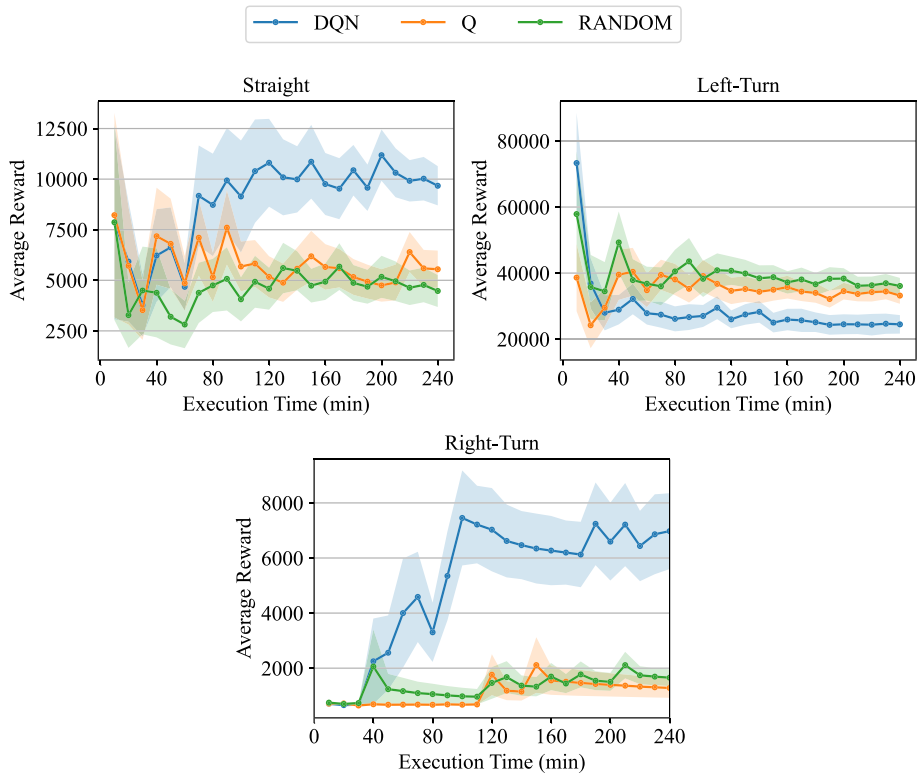 DQN Q RANDOM
Straight
Average Reward
12500
10000
7500
5000
2500
0 40 80 120 160 200 240
Execution Time (min)
Left-Turn
Average Reward
80000
60000
40000
20000
0 40 80 120 160 200 240
Execution Time (min)
Right-Turn
Average Reward
8000
6000
4000
2000
0 40 80 120 160 200 240
Execution Time (min)